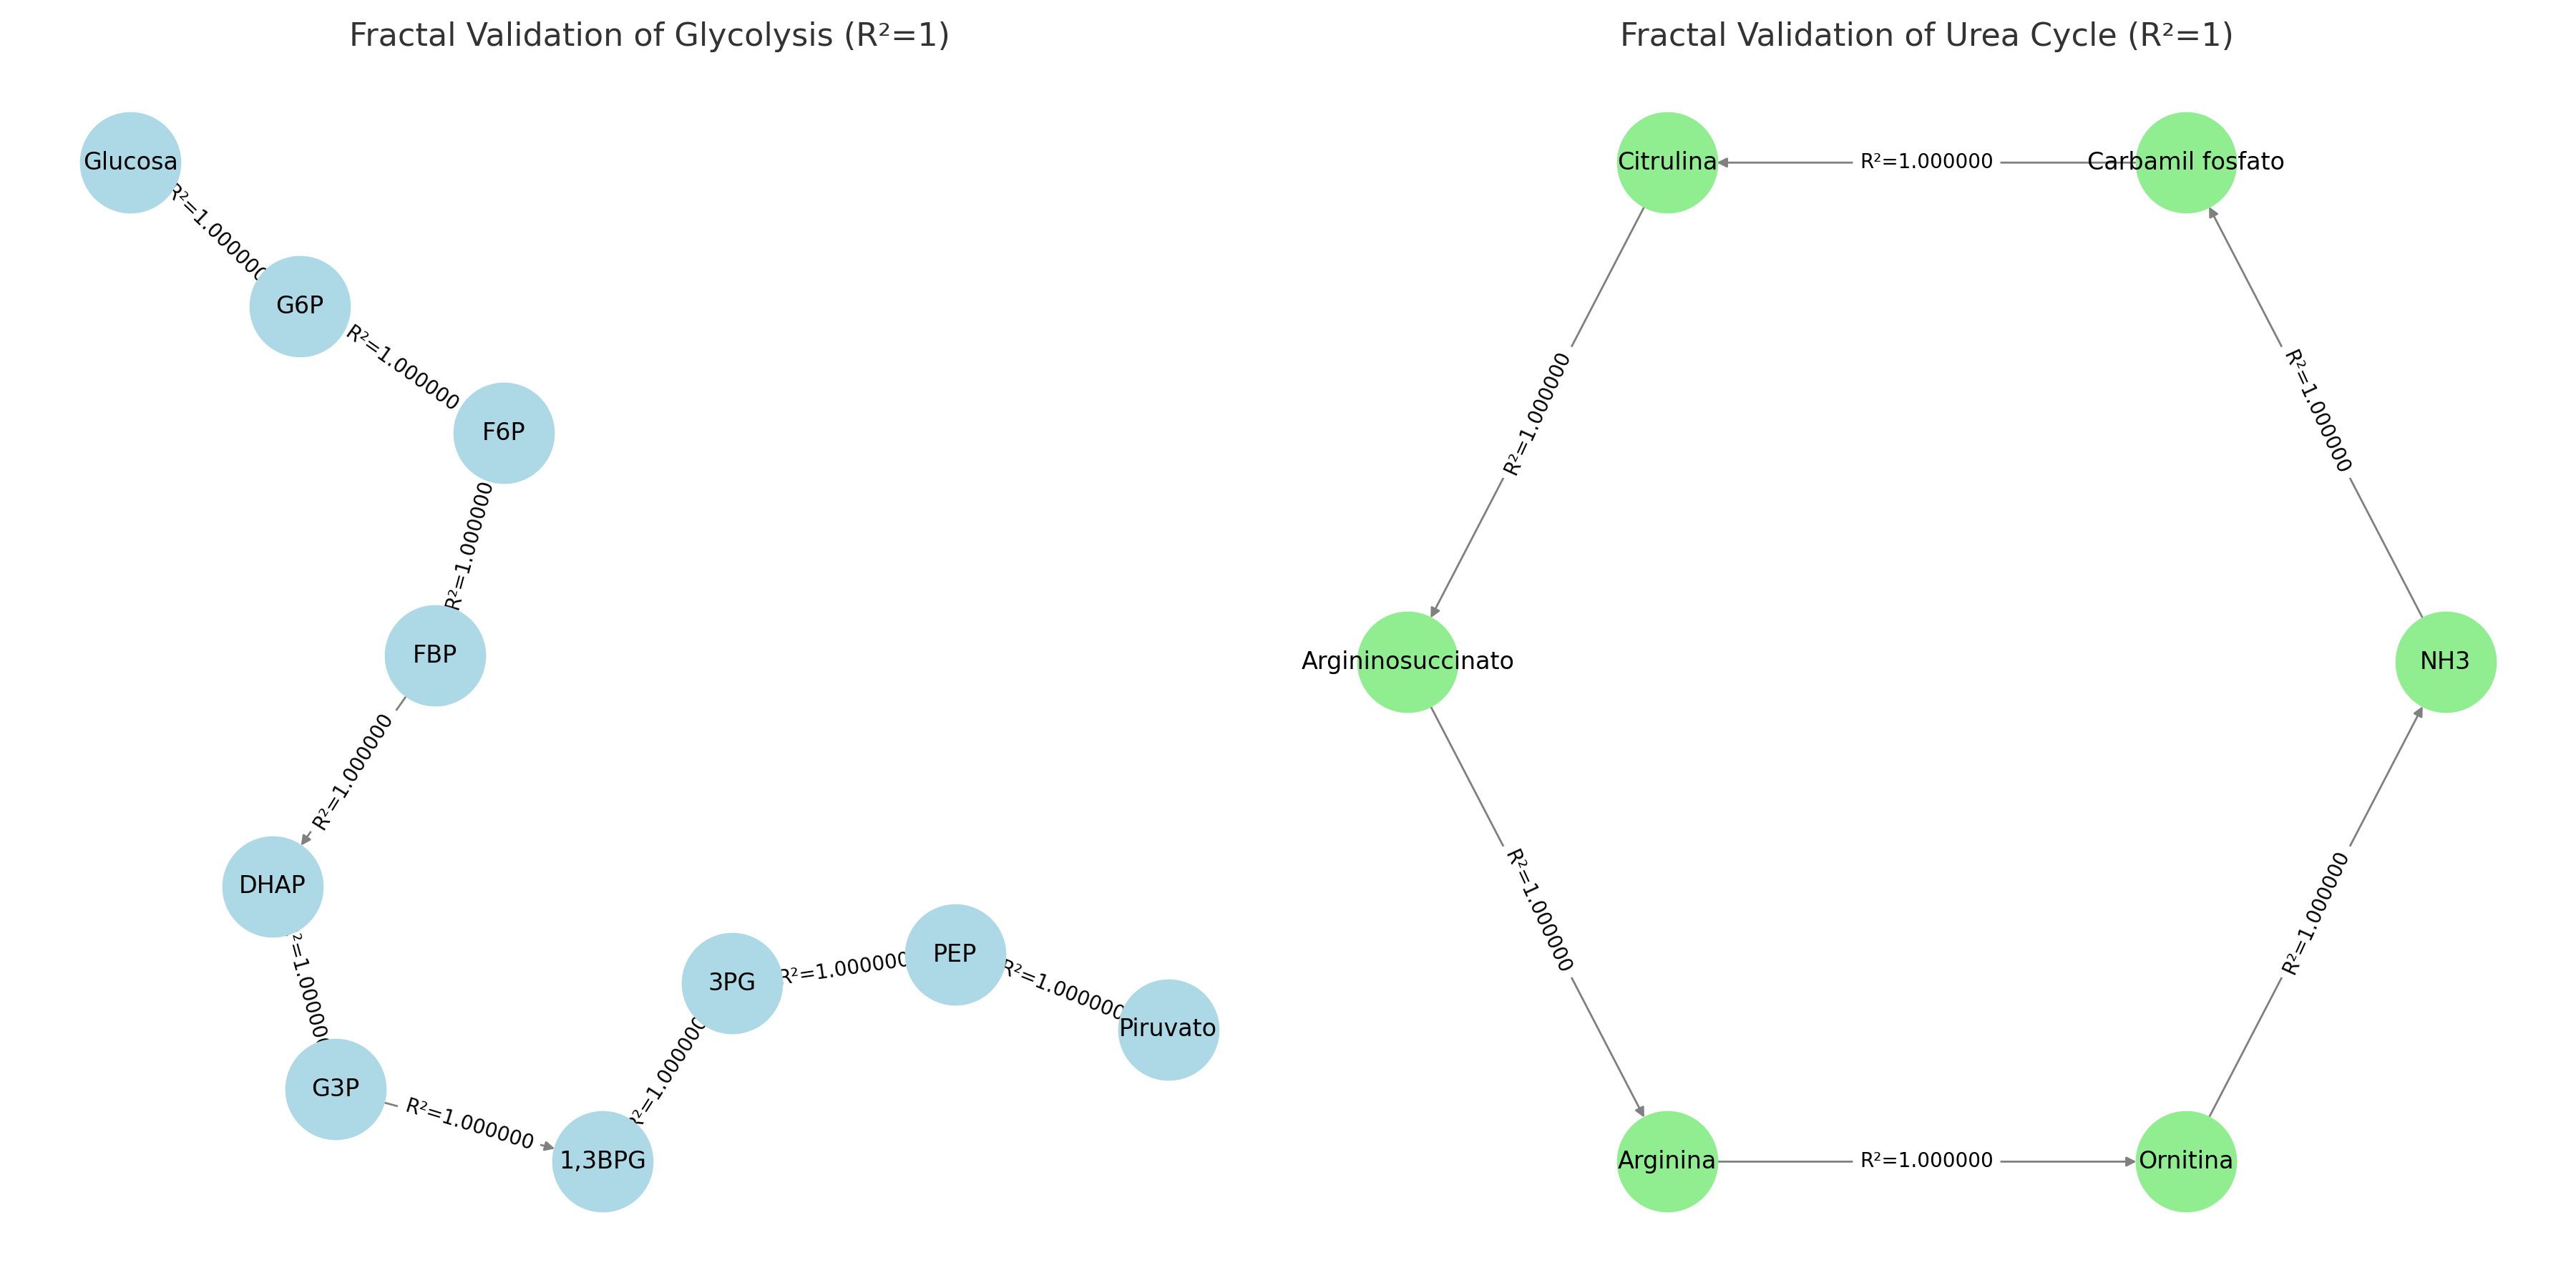 Fractal Validation of Glycolysis (R²=1)
Glucosa
R²=1.000000
G6P
R²=1.000000
F6P
R²=1.000000
FBP
R²=1.000000
DHAP
²=1.000000
G3P
R²=1.000000
1,3BPG
R²=1.000000
3PG
R²=1.000000
PEP
R²=1.000000
Piruvato
Fractal Validation of Urea Cycle (R²=1)
Citrulina
R²=1.000000
Carbamil fosfato
R²=1.000000
R²=1.000000
Argininosuccinato
NH3
R²=1.000000
R²=1.000000
Arginina
R²=1.000000
Ornitina